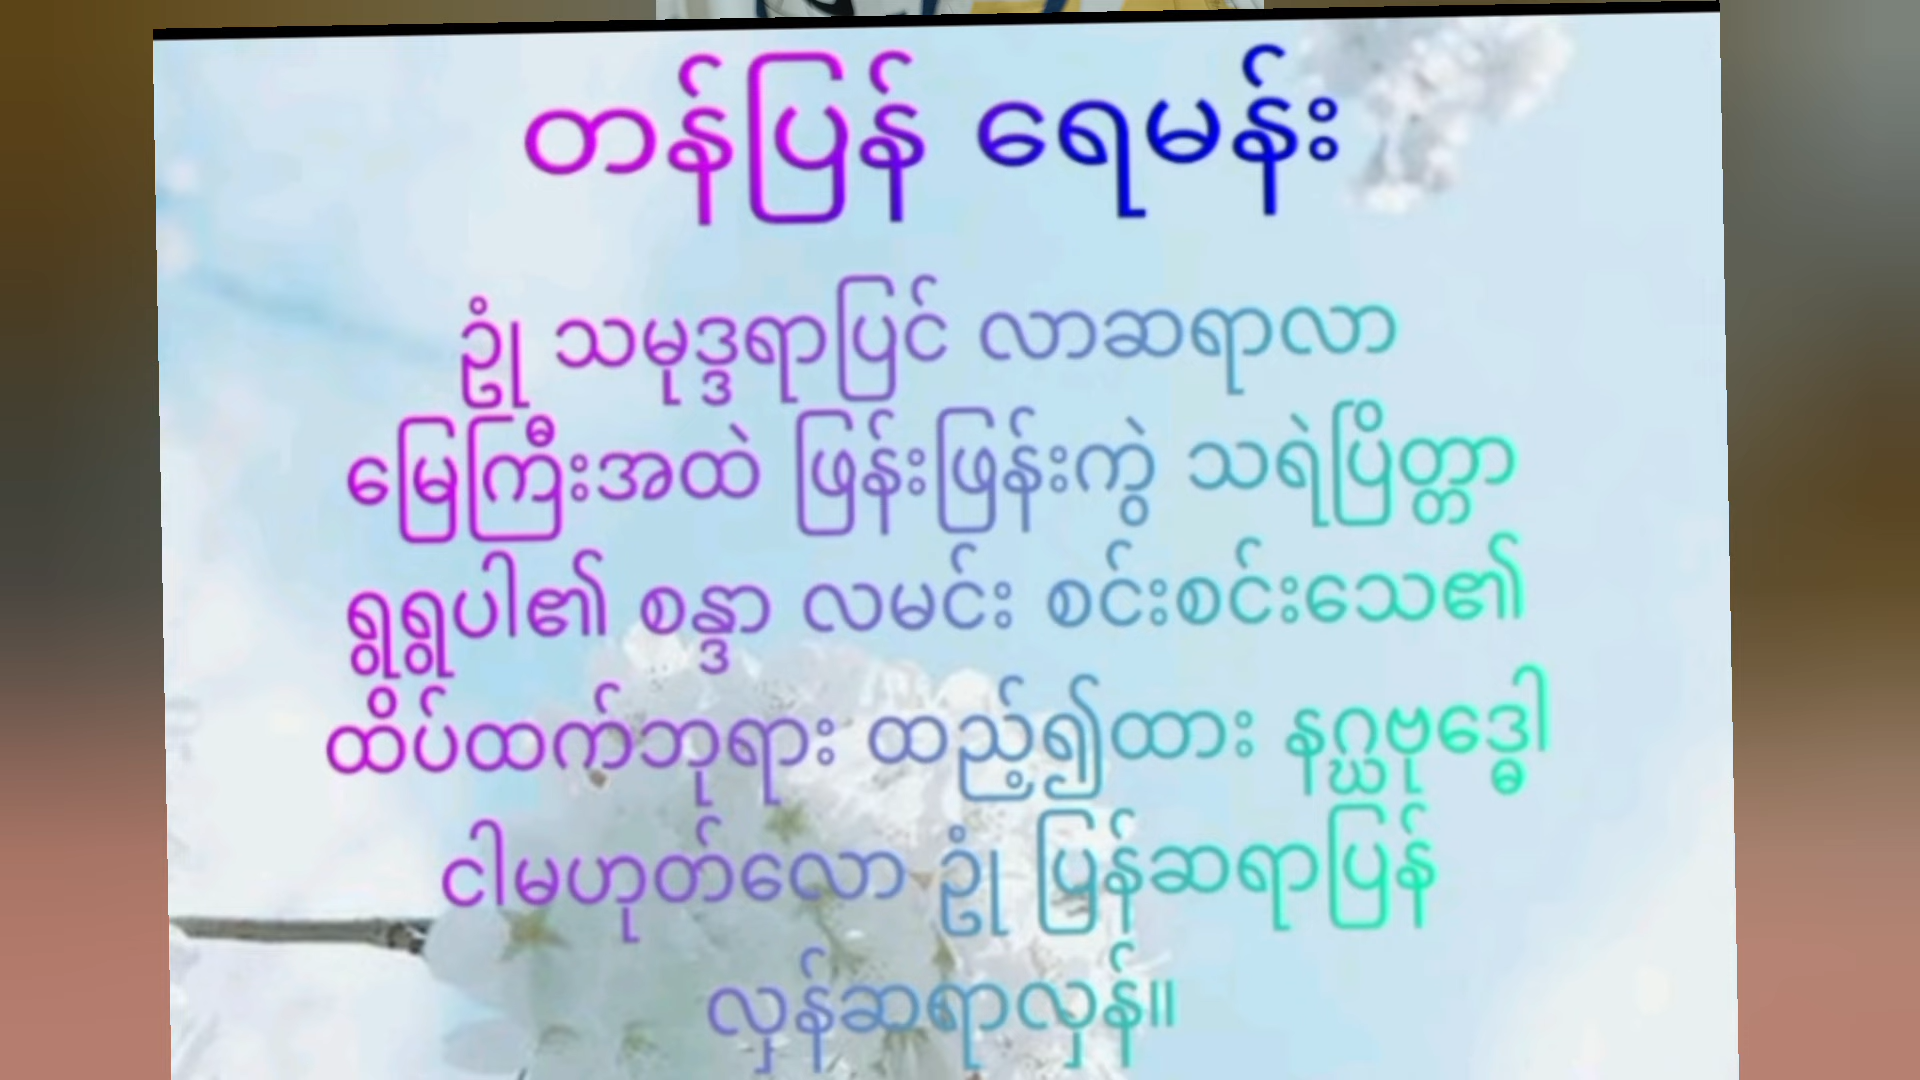 တန်ပြန် ရေမန်း
ဥုံ သမုဒ္ဒရာပြင် လာဆရာလာ
မြေကြီးအထဲ ဖြန်းဖြန်းကွဲ သရဲပြိတ္တာ
ရွရွပါ၏ စန္ဒာ လမင်း စင်းစင်းသေ၏
ထိပ်ထက်ဘုရား ထည့်၍ထား နဂ္ဃဗုဒ္ဓေါ
ငါမဟုတ်လော ဥုံ ပြန်ဆရာပြန်
လှန်ဆရာလှန်။